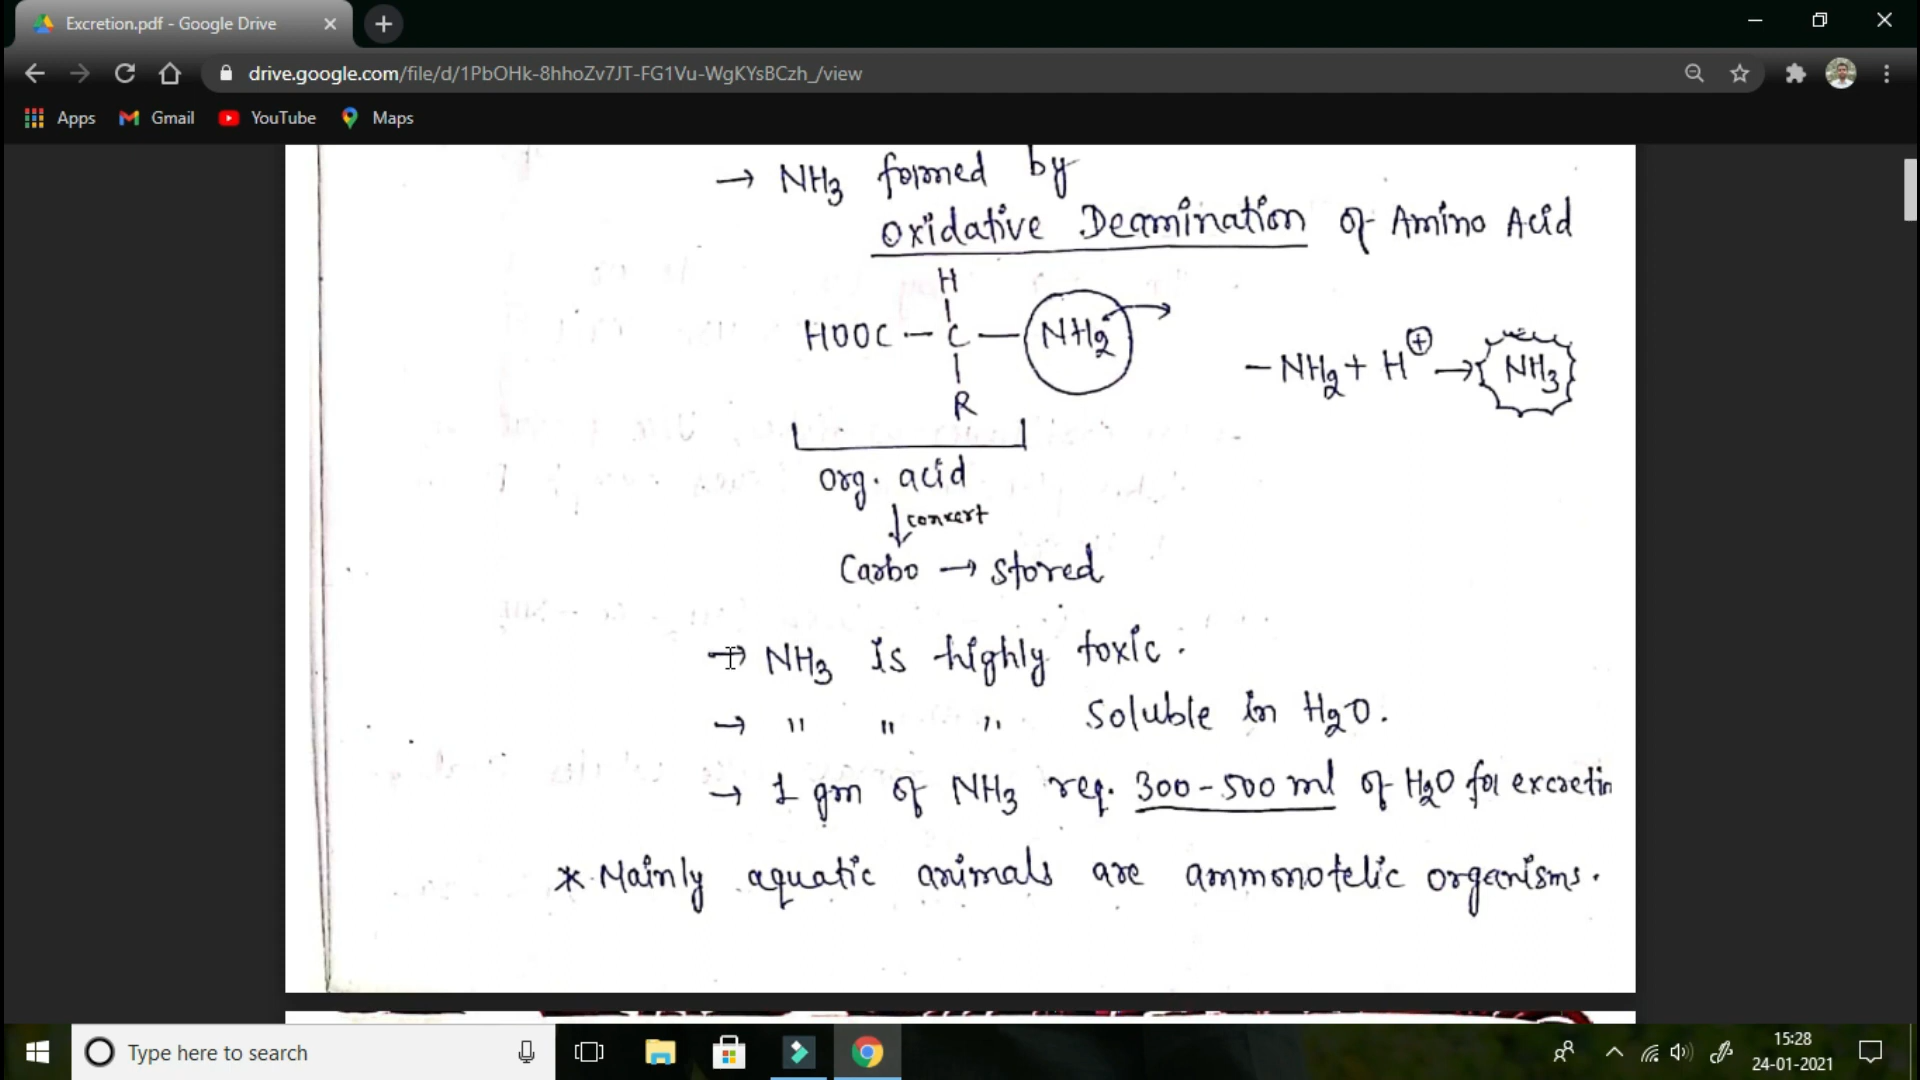 Excretion.pdf - Google Drive
drive.google.com/file/d/1PbOHk-8hhoZv7JT-FG1Vu-WgKYsBCzh_/view
Apps Gmail YouTube Maps
→ NH3 formed by
Oxidative Deamination of Amino Acid
H
HOOC - C - NH2 →
- NH2 + H⊕ → NH3
R
org. acid
↓ convert
Carbo → stored
→ NH3 is highly toxic.
→ " " " soluble in H2O.
→ 1 gm of NH3 req. 300-500 ml of H2O for excretin
* Mainly aquatic animals are ammonotelic organisms.
Type here to search
15:28
24-01-2021